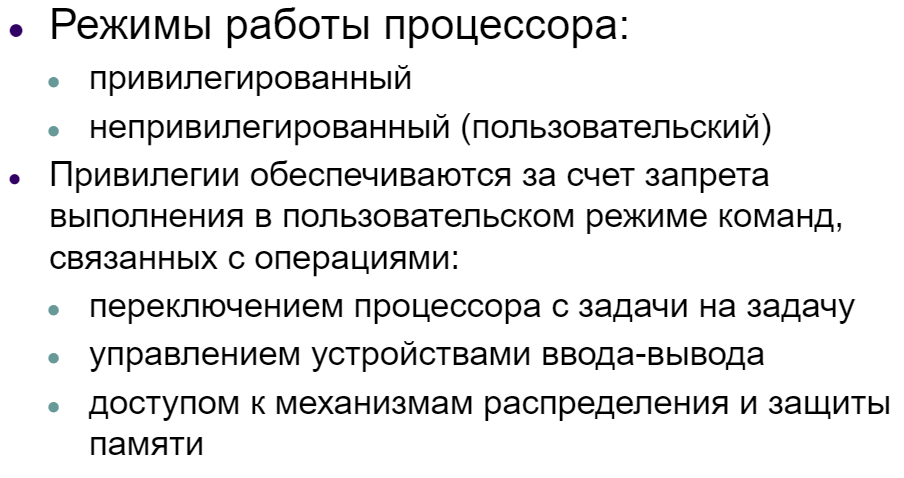 Режимы работы процессора:
привилегированный
непривилегированный (пользовательский)
Привилегии обеспечиваются за счет запрета
выполнения в пользовательском режиме команд,
связанных с операциями:
переключением процессора с задачи на задачу
управлением устройствами ввода-вывода
доступом к механизмам распределения и защиты
памяти